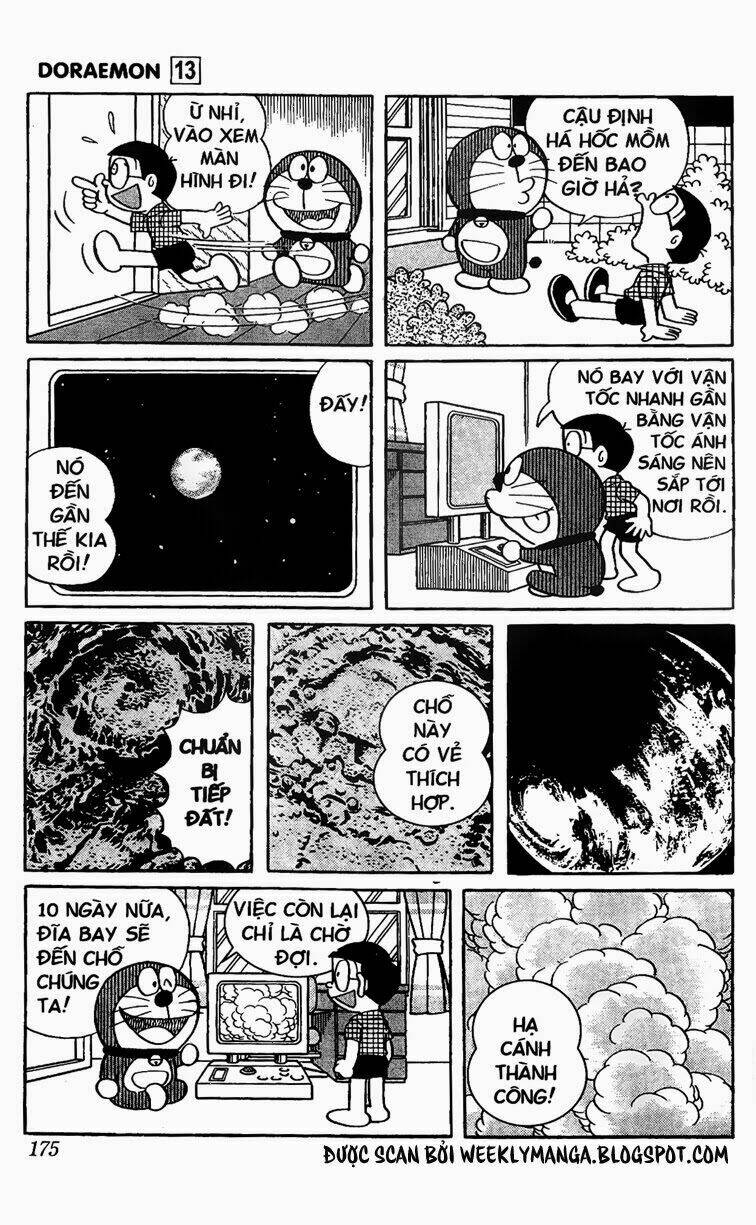 DORAEMON 13
CẬU ĐỊNH
HÁ HỐC MỒM
ĐẾN BAO
GIỜ HẢ?
Ừ NHỈ,
VÀO XEM
MÀN
HÌNH ĐI!
NÓ BAY VỚI VẬN
TỐC NHANH GẦN
BẰNG VẬN
TỐC ÁNH
SÁNG NÊN
SẮP TỚI
NƠI RỒI.
ĐẤY!
NÓ
ĐẾN
GẦN
THẾ KIA
RỒI!
CHỖ
NÀY
CÓ VẺ
THÍCH
HỢP.
CHUẨN
BỊ
TIẾP
ĐẤT!
HẠ
CÁNH
THÀNH
CÔNG!
VIỆC CÒN LẠI
CHỈ LÀ CHỜ
ĐỢI.
10 NGÀY NỮA,
ĐĨA BAY SẼ
ĐẾN CHỖ
CHÚNG
TA!
175
ĐƯỢC SCAN BỞI WEEKLYMANGA.BLOGSPOT.COM